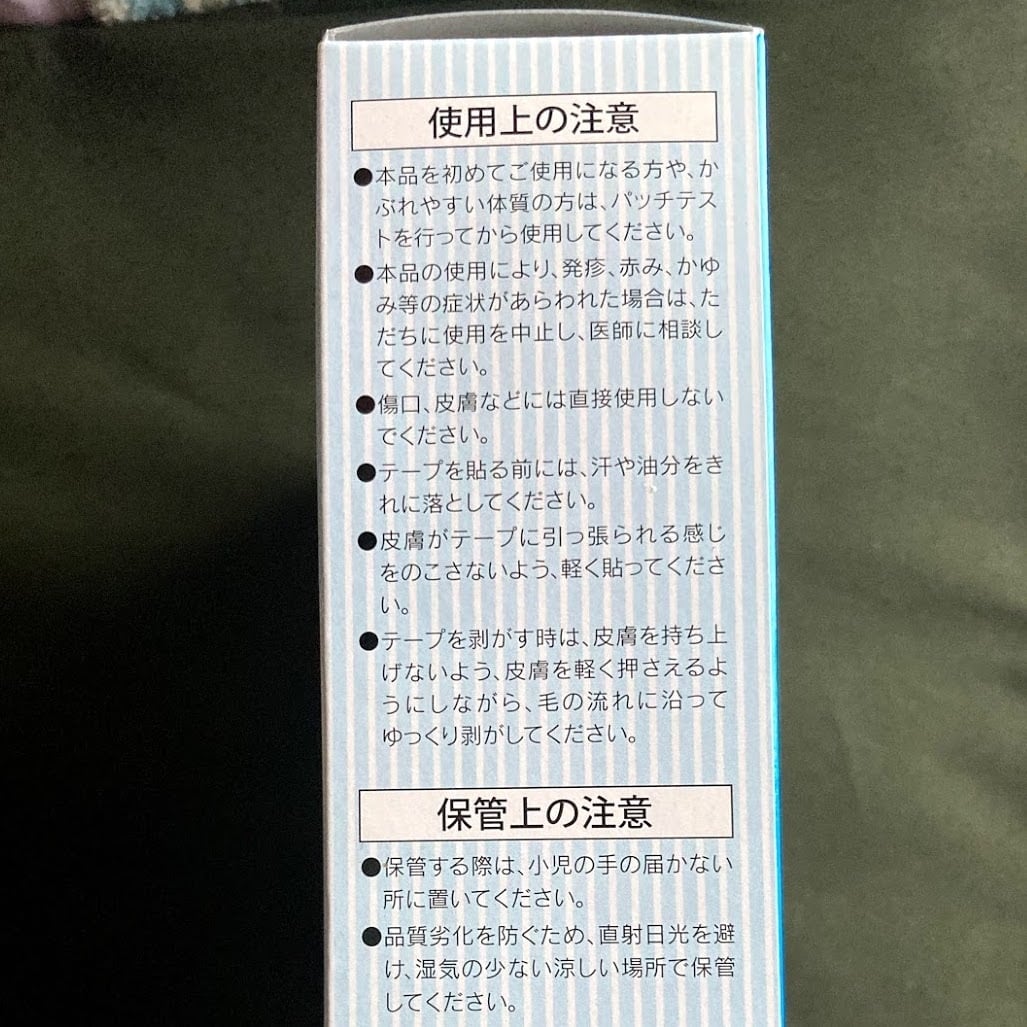 使用上の注意
●本品を初めてご使用になる方や、か
ぶれやすい体質の方は、パッチテス
トを行ってから使用してください。
●本品の使用により、発疹、赤み、かゆ
み等の症状があらわれた場合は、た
だちに使用を中止し、医師に相談し
てください。
●傷口、皮膚などには直接使用しない
でください。
●テープを貼る前には、汗や油分をき
れに落としてください。
●皮膚がテープに引っ張られる感じ
をのこさないよう、軽く貼ってくださ
い。
●テープを剥がす時は、皮膚を持ち上
げないよう、皮膚を軽く押さえるよ
うにしながら、毛の流れに沿って
ゆっくり剥がしてください。
保管上の注意
●保管する際は、小児の手の届かない
所に置いてください。
●品質劣化を防ぐため、直射日光を避
け、湿気の少ない涼しい場所で保管
してください。